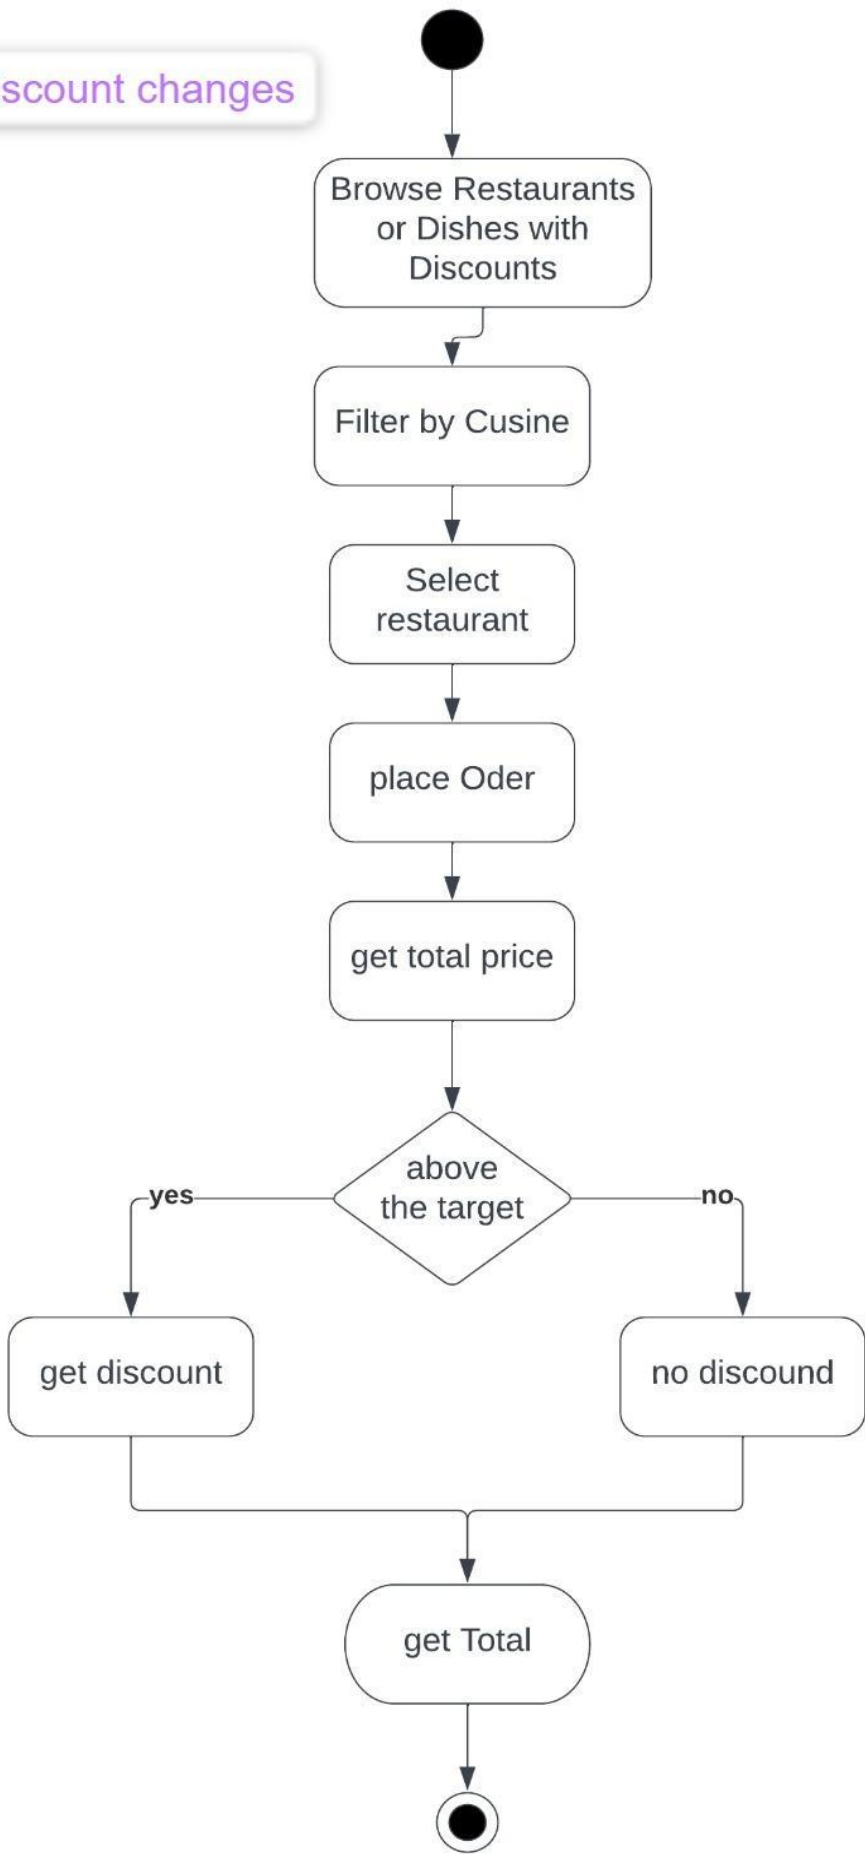 scount changes
Browse Restaurants
or Dishes with
Discounts
Filter by Cusine
Select
restaurant
place Oder
get total price
above
the target
yes
no
get discount
no discound
get Total